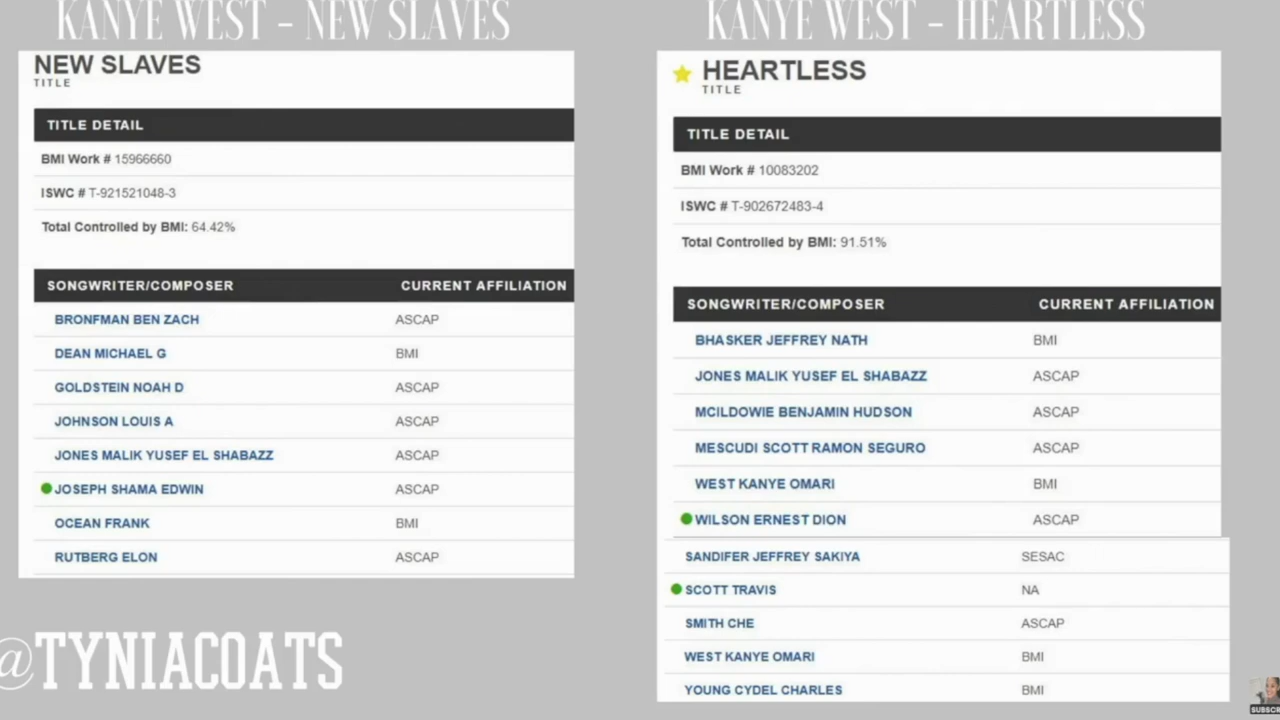 KANYE WEST – NEW SLAVES
NEW SLAVES
TITLE
TITLE DETAIL
BMI Work # 15966660
ISWC # T-921521048-3
Total Controlled by BMI: 64.42%
SONGWRITER/COMPOSER CURRENT AFFILIATION
BRONFMAN BEN ZACH ASCAP
DEAN MICHAEL G BMI
GOLDSTEIN NOAH D ASCAP
JOHNSON LOUIS A ASCAP
JONES MALIK YUSEF EL SHABAZZ ASCAP
JOSEPH SHAMA EDWIN ASCAP
OCEAN FRANK BMI
RUTBERG ELON ASCAP
@TYNIACOATS
KANYE WEST – HEARTLESS
HEARTLESS
TITLE
TITLE DETAIL
BMI Work # 10083202
ISWC # T-902672483-4
Total Controlled by BMI: 91.51%
SONGWRITER/COMPOSER CURRENT AFFILIATION
BHASKER JEFFREY NATH BMI
JONES MALIK YUSEF EL SHABAZZ ASCAP
MCILDOWIE BENJAMIN HUDSON ASCAP
MESCUDI SCOTT RAMON SEGURO ASCAP
WEST KANYE OMARI BMI
WILSON ERNEST DION ASCAP
SANDIFER JEFFREY SAKIYA SESAC
SCOTT TRAVIS NA
SMITH CHE ASCAP
WEST KANYE OMARI BMI
YOUNG CYDEL CHARLES BMI